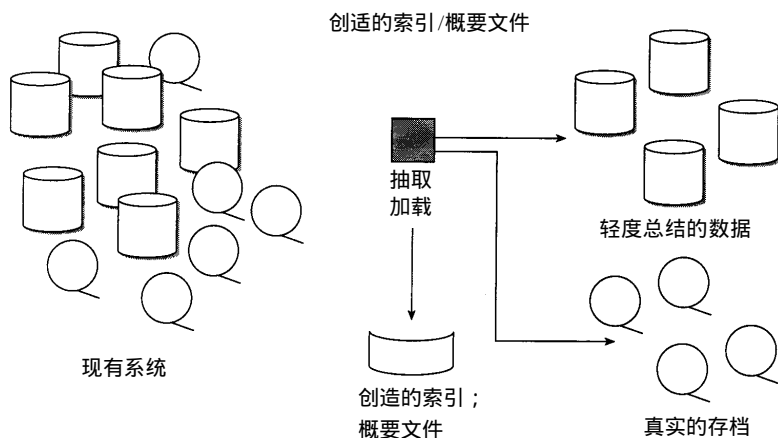 创适的索引/概要文件
抽取
加载
轻度总结的数据
现有系统
创造的索引；
概要文件
真实的存档